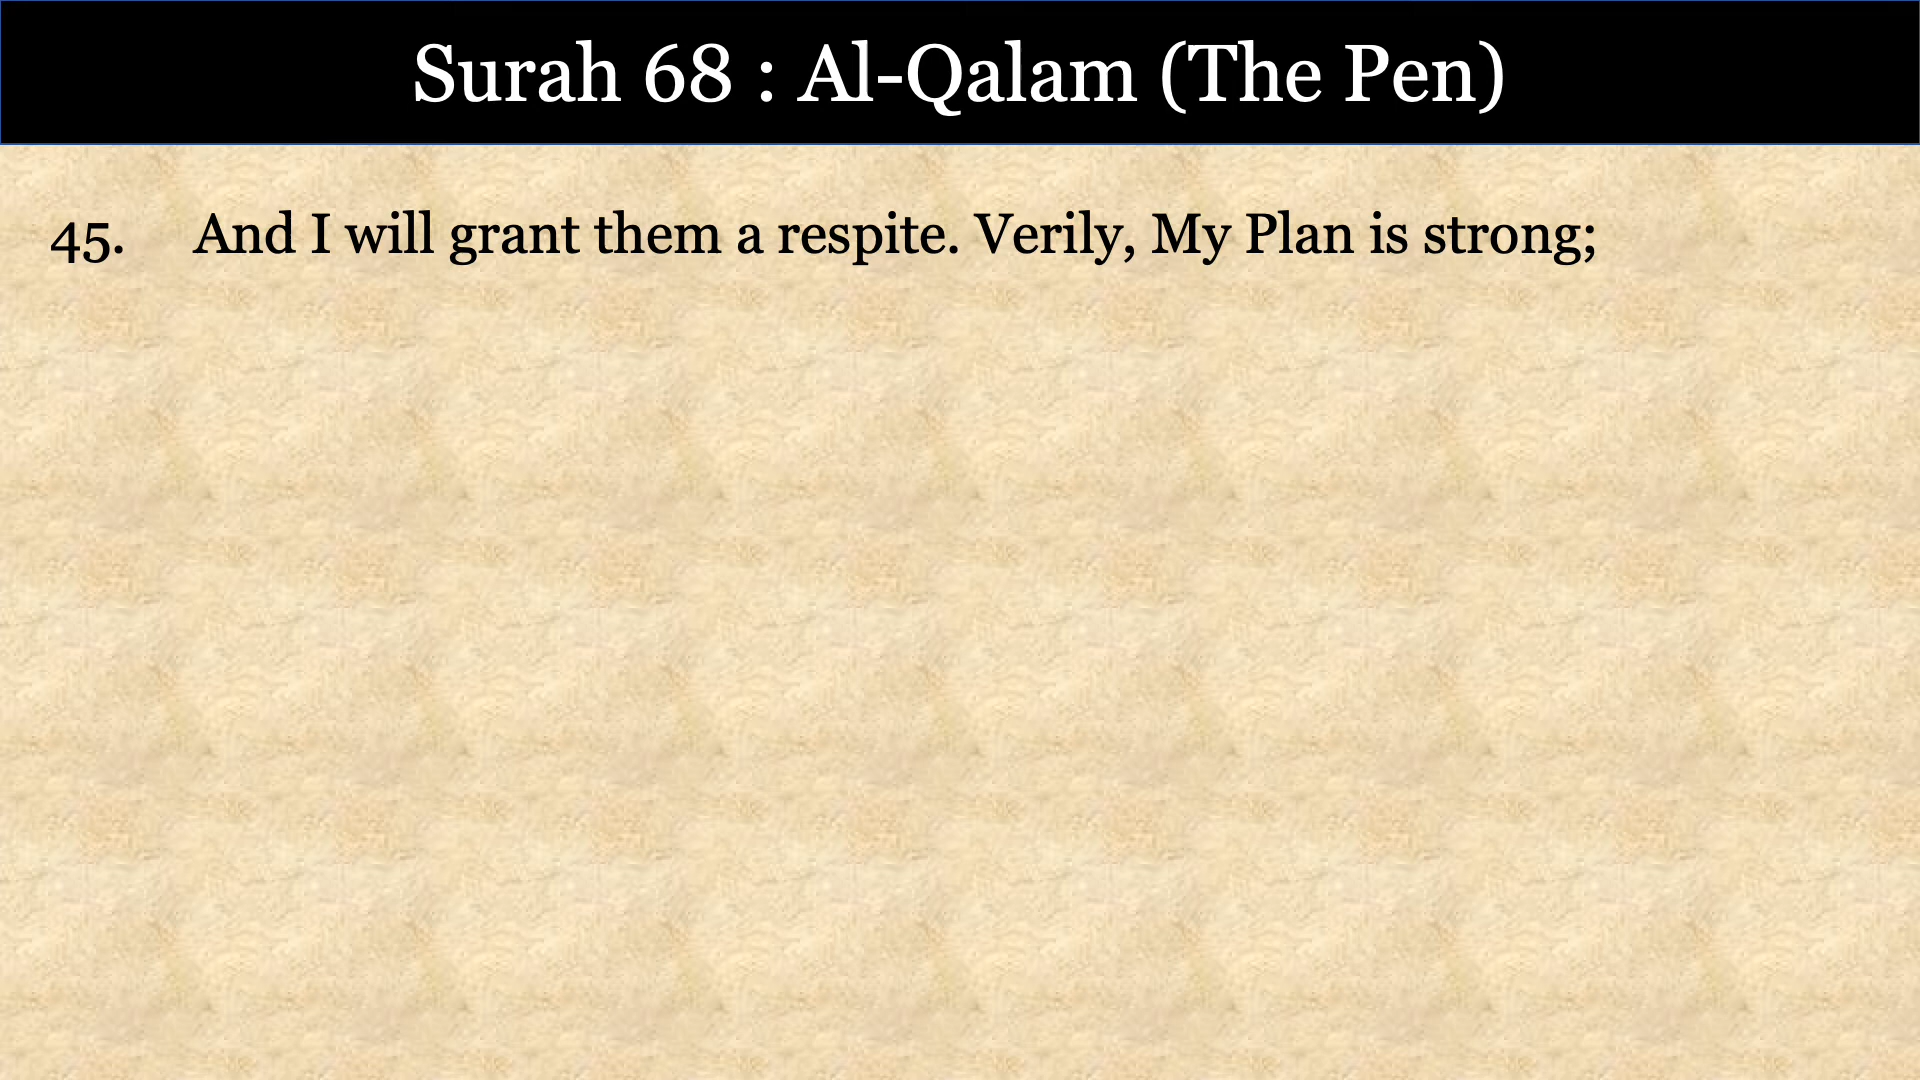 Surah 68 : Al-Qalam (The Pen)
45. And I will grant them a respite. Verily, My Plan is strong;